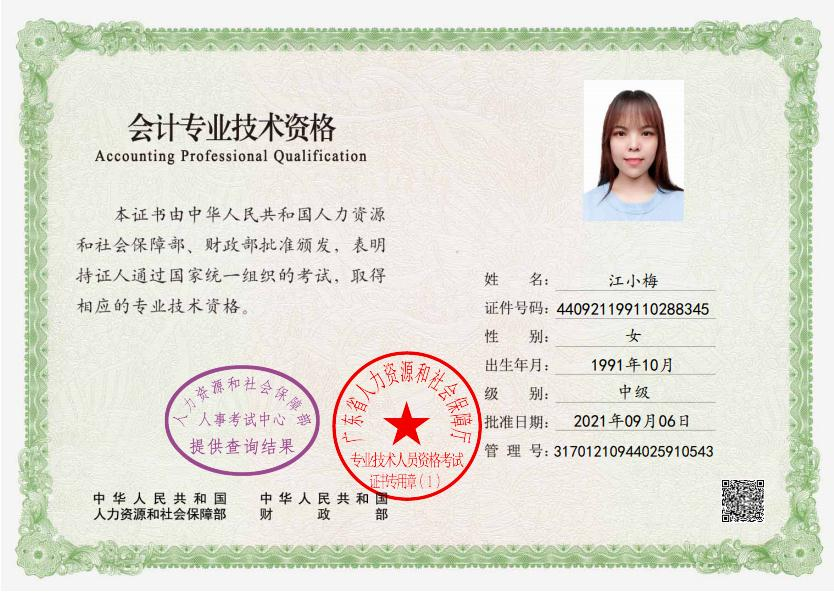 会计专业技术资格
Accounting Professional Qualification
本证书由中华人民共和国人力资源
和社会保障部、财政部批准颁发，表明
持证人通过国家统一组织的考试，取得
相应的专业技术资格。
姓 名： 江小梅
证件号码： 440921199110288345
性 别： 女
出生年月： 1991年10月
级 别： 中级
批准日期： 2021年09月06日
管 理 号： 31701210944025910543
人力资源和社会保障部
人事考试中心
提供查询结果
广东省人力资源和社会保障厅
专业技术人员资格考试
证书专用章(1)
中华人民共和国 中华人民共和国
人力资源和社会保障部 财政部